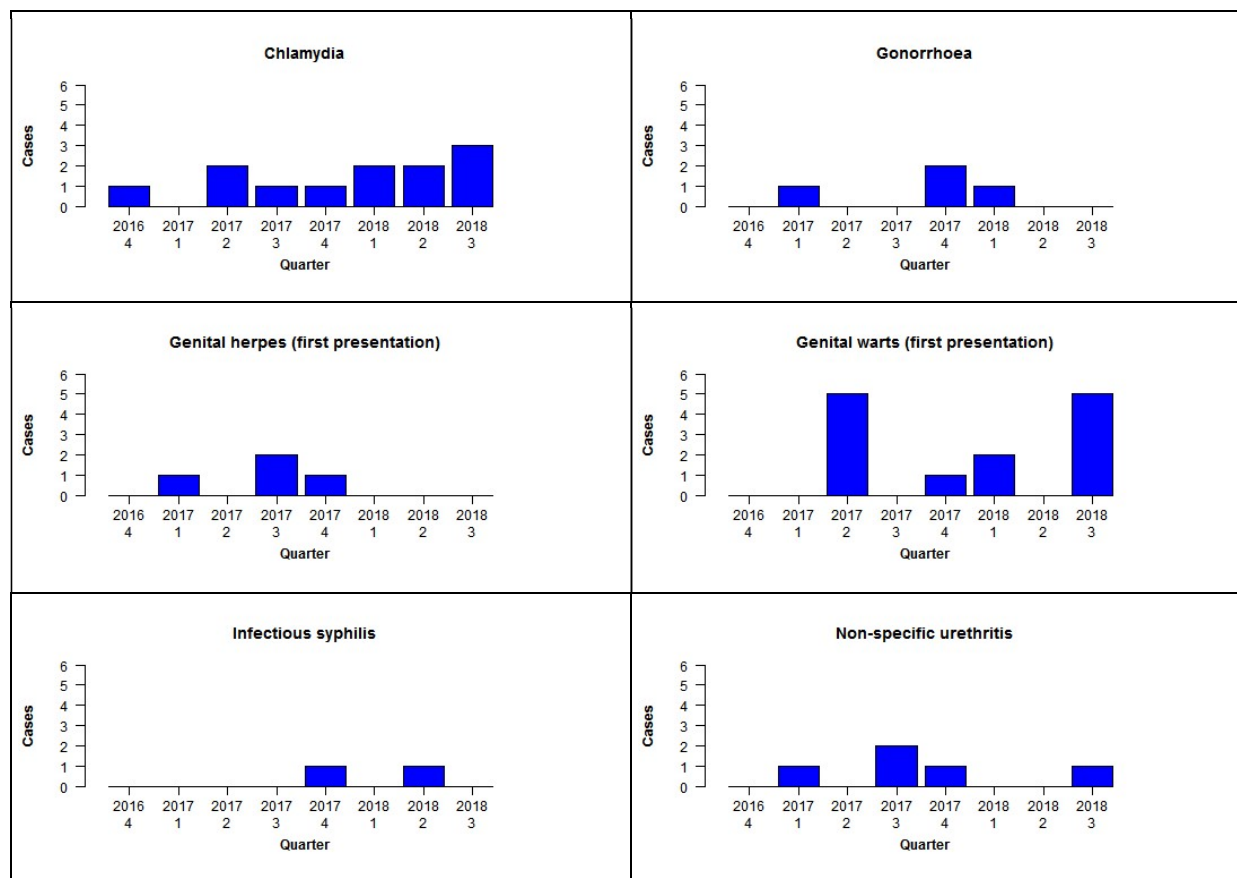 Chlamydia
6
5
4
3
2
1
0
Cases
2016 2017 2017 2017 2017 2018 2018 2018
4 1 2 3 4 1 2 3
Quarter
Gonorrhoea
6
5
4
3
2
1
0
Cases
2016 2017 2017 2017 2017 2018 2018 2018
4 1 2 3 4 1 2 3
Quarter
Genital herpes (first presentation)
6
5
4
3
2
1
0
Cases
2016 2017 2017 2017 2017 2018 2018 2018
4 1 2 3 4 1 2 3
Quarter
Genital warts (first presentation)
6
5
4
3
2
1
0
Cases
2016 2017 2017 2017 2017 2018 2018 2018
4 1 2 3 4 1 2 3
Quarter
Infectious syphilis
6
5
4
3
2
1
0
Cases
2016 2017 2017 2017 2017 2018 2018 2018
4 1 2 3 4 1 2 3
Quarter
Non-specific urethritis
6
5
4
3
2
1
0
Cases
2016 2017 2017 2017 2017 2018 2018 2018
4 1 2 3 4 1 2 3
Quarter